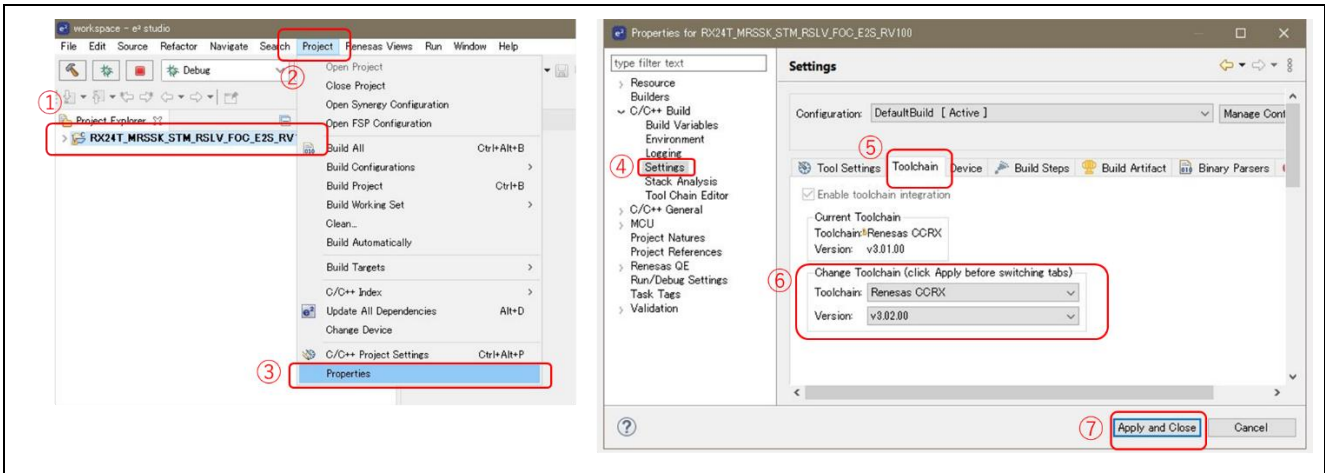 workspace - e² studio
File Edit Source Refactor Navigate Search Project Renesas Views Run Window Help
②
Debug
Open Project
Close Project
①
Open Synergy Configuration
Project Explorer
Open FSP Configuration
RX24T_MRSSK_STM_RSLV_FOC_E2S_RV
Build All Ctrl+Alt+B
Build Configurations >
Build Project Ctrl+B
Build Working Set >
Clean...
Build Automatically
Build Targets >
C/C++ Index >
Update All Dependencies Alt+D
Change Device
C/C++ Project Settings Ctrl+Alt+P
③ Properties
Properties for RX24T_MRSSK_STM_RSLV_FOC_E2S_RV100
type filter text
Resource
Builders
C/C++ Build
Build Variables
Environment
Logging
④ Settings
Stack Analysis
Tool Chain Editor
C/C++ General
MCU
Project Natures
Project References
Renesas QE
Run/Debug Settings
Task Tags
Validation
Settings
Configuration: DefaultBuild [ Active ] Manage Conf
⑤
Tool Settings Toolchain Device Build Steps Build Artifact Binary Parsers
Enable toolchain integration
Current Toolchain
Toolchain: Renesas CCRX
Version: v3.01.00
⑥
Change Toolchain (click Apply before switching tabs)
Toolchain: Renesas CCRX
Version: v3.02.00
⑦ Apply and Close Cancel